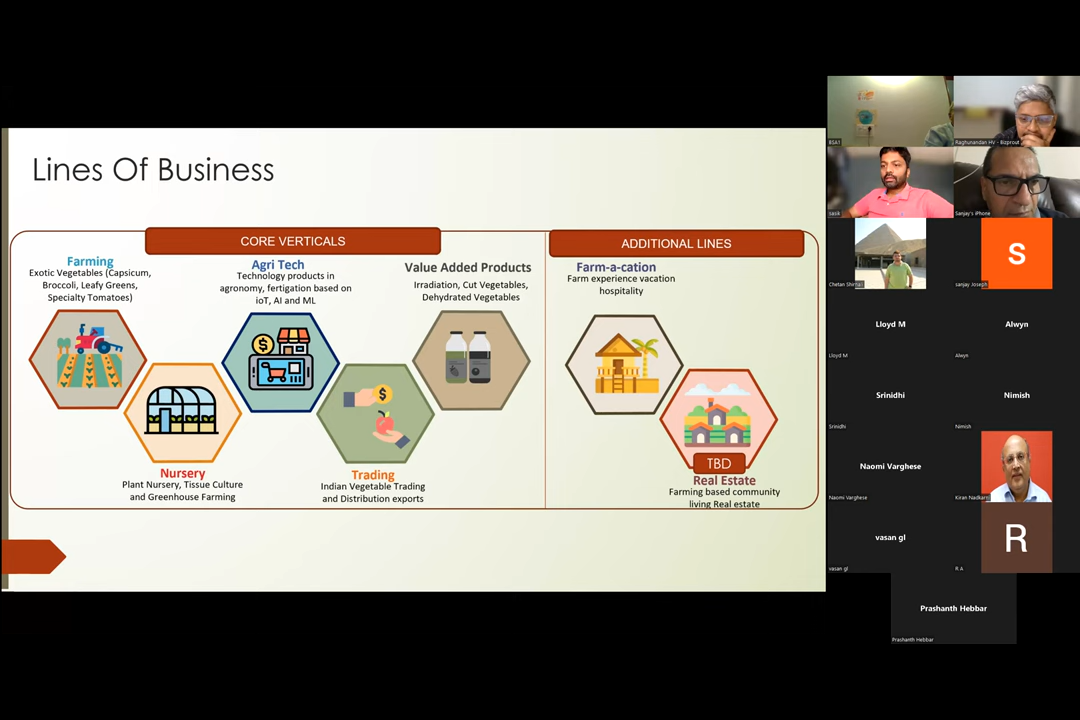 Lines Of Business
CORE VERTICALS
ADDITIONAL LINES
Farming
Exotic Vegetables (Capsicum,
Broccoli, Leafy Greens,
Specialty Tomatoes)
Agri Tech
Technology products in
agronomy, fertigation based on
ioT, AI and ML
Value Added Products
Irradiation, Cut Vegetables,
Dehydrated Vegetables
Farm-a-cation
Farm experience vacation
hospitality
Nursery
Plant Nursery, Tissue Culture
and Greenhouse Farming
Trading
Indian Vegetable Trading
and Distribution exports
TBD
Real Estate
Farming based community
living Real estate
BSAT
Raghunandan HV - Bizprout
sasik
Sanjay's iPhone
Chetan Shirhatti
S
sanjay Joseph
Lloyd M
Lloyd M
Alwyn
Alwyn
Srinidhi
Srinidhi
Nimish
Nimish
Naomi Varghese
Naomi Varghese
Kiran Nadkarni
vasan gl
vasan gl
R
R A
Prashanth Hebbar
Prashanth Hebbar